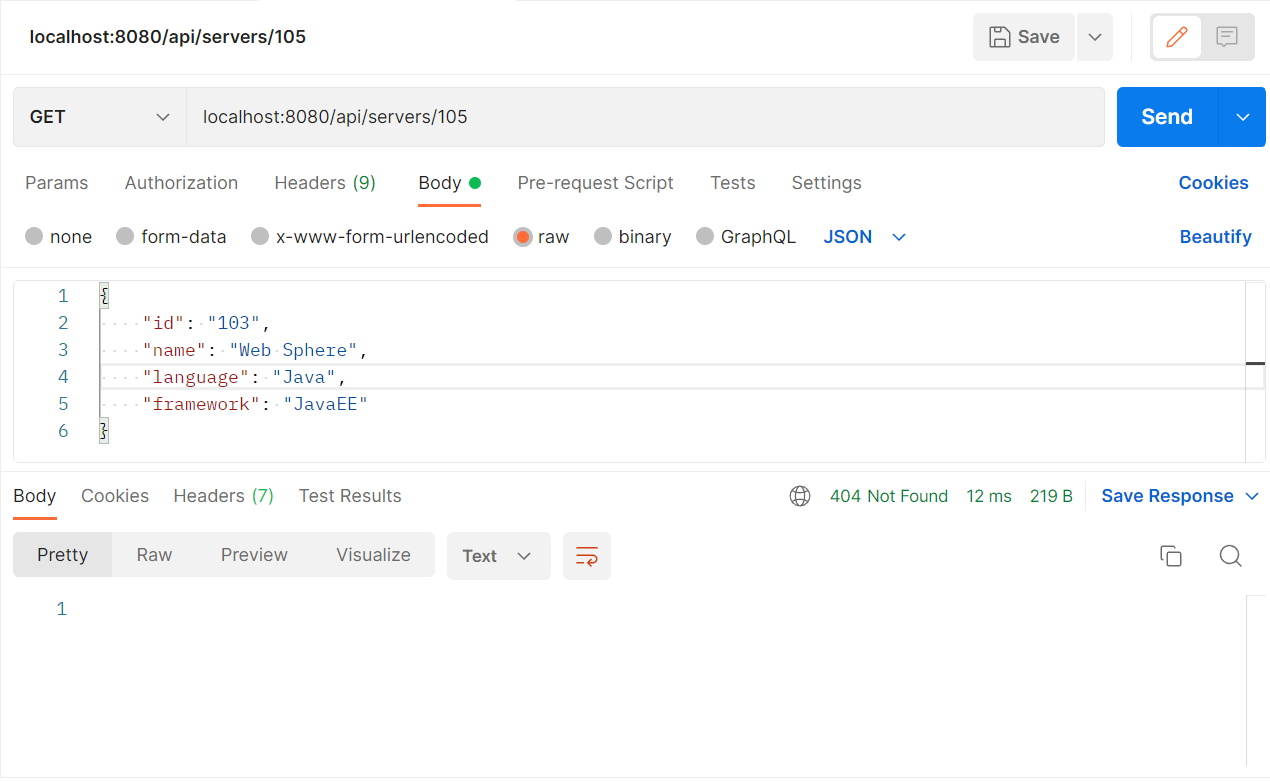 localhost:8080/api/servers/105 Save
GET localhost:8080/api/servers/105 Send
Params Authorization Headers (9) Body Pre-request Script Tests Settings Cookies
none form-data x-www-form-urlencoded raw binary GraphQL JSON Beautify
1 {
2 "id": "103",
3 "name": "Web Sphere",
4 "language": "Java",
5 "framework": "JavaEE"
6 }
Body Cookies Headers (7) Test Results 404 Not Found 12 ms 219 B Save Response
Pretty Raw Preview Visualize Text
1